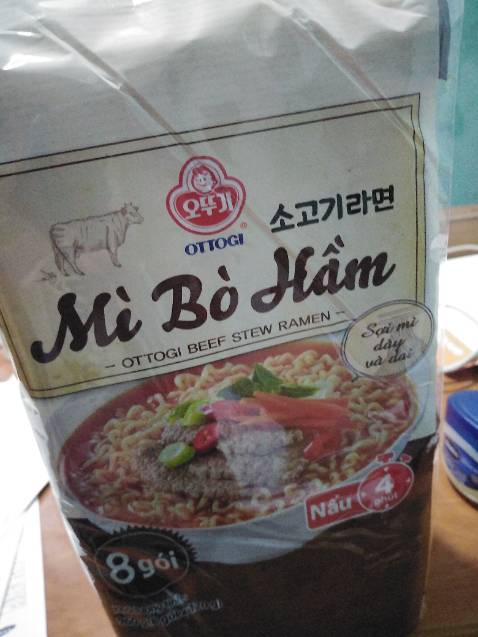 오뚜기
OTTOGI
소고기라면
Mì Bò Hầm
- OTTOGI BEEF STEW RAMEN -
Sợi mì
dày
và dai
Nấu 4 phút
8 gói